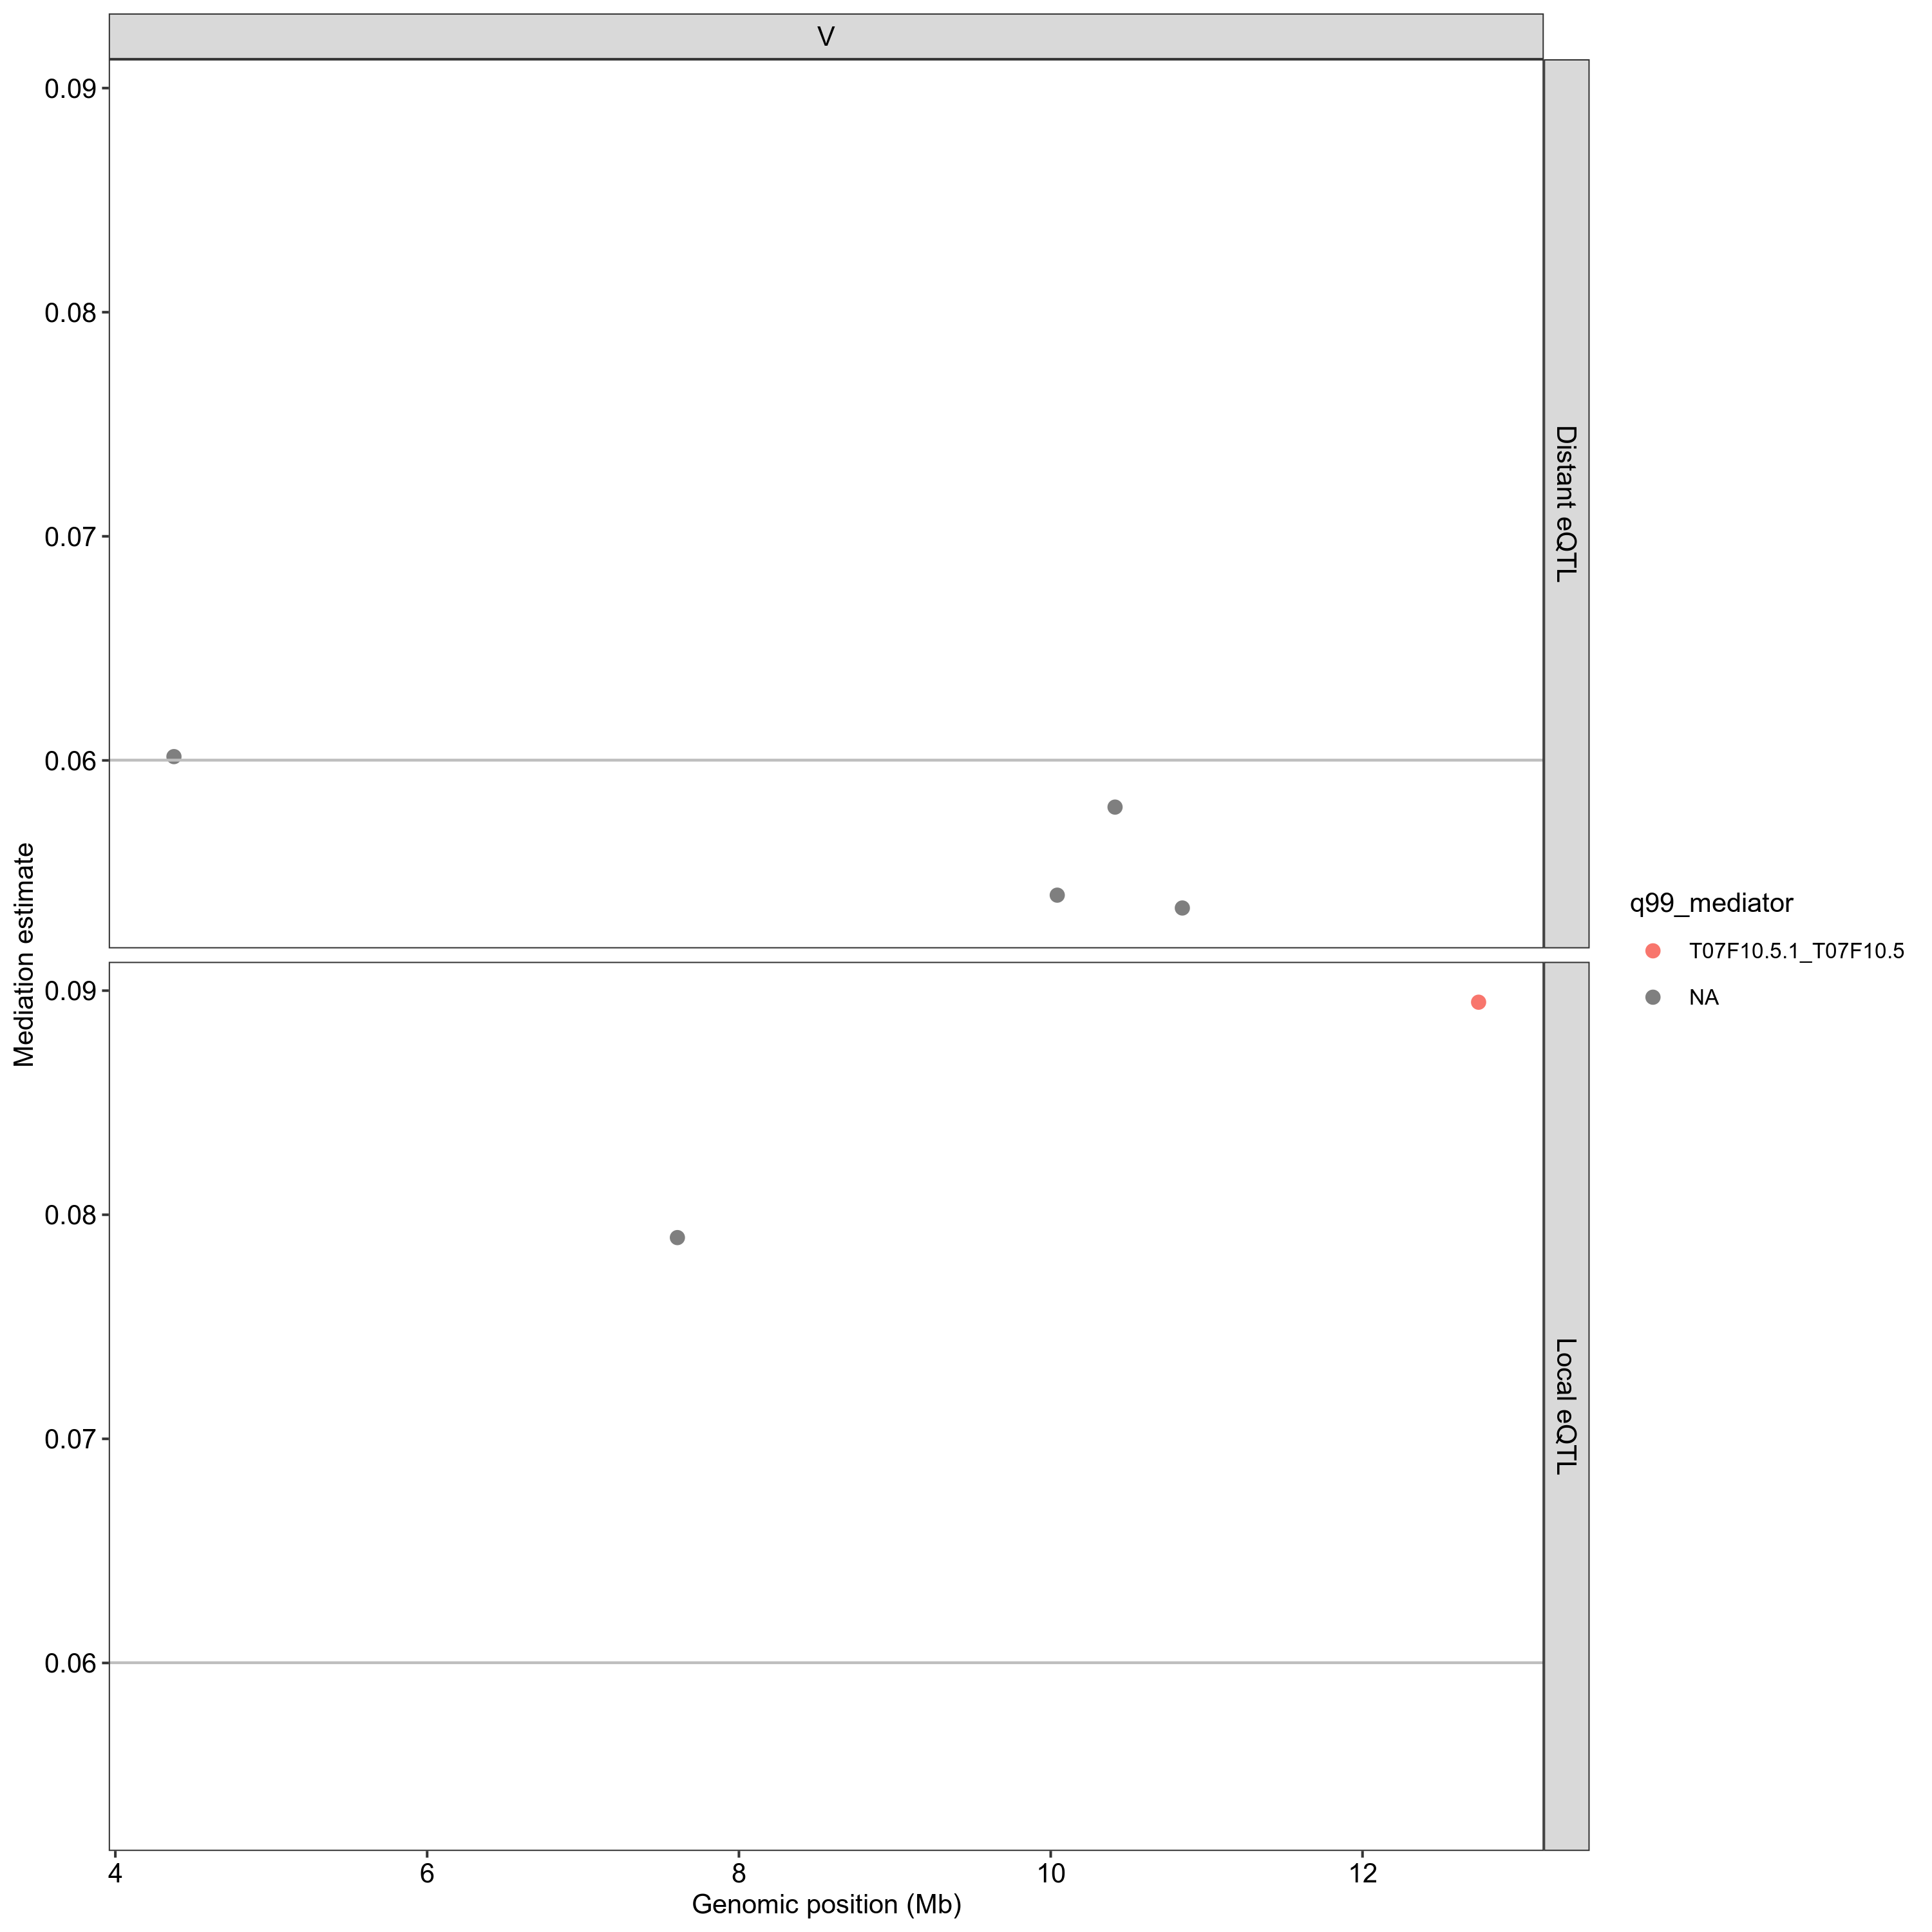 V
0.09
0.08
0.07
0.06
Distant eQTL
Mediation estimate
0.09
0.08
0.07
0.06
Local eQTL
4 6 8 10 12
Genomic position (Mb)
q99_mediator
T07F10.5.1_T07F10.5
NA